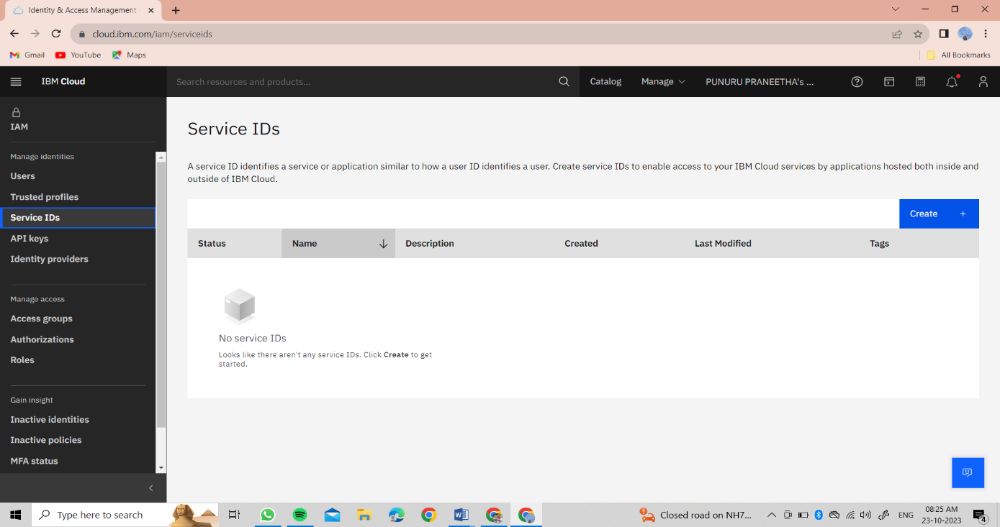 Identity & Access Management
cloud.ibm.com/iam/serviceids
Gmail
YouTube
Maps
All Bookmarks
IBM Cloud
Search resources and products...
Catalog
Manage
PUNURU PRANEETHA's ...
IAM
Manage identities
Users
Trusted profiles
Service IDs
API keys
Identity providers
Manage access
Access groups
Authorizations
Roles
Gain insight
Inactive identities
Inactive policies
MFA status
Service IDs
A service ID identifies a service or application similar to how a user ID identifies a user. Create service IDs to enable access to your IBM Cloud services by applications hosted both inside and
outside of IBM Cloud.
Create +
Status
Name
Description
Created
Last Modified
Tags
No service IDs
Looks like there aren't any service IDs. Click Create to get
started.
Type here to search
Closed road on NH7...
ENG
08:25 AM
23-10-2023
4